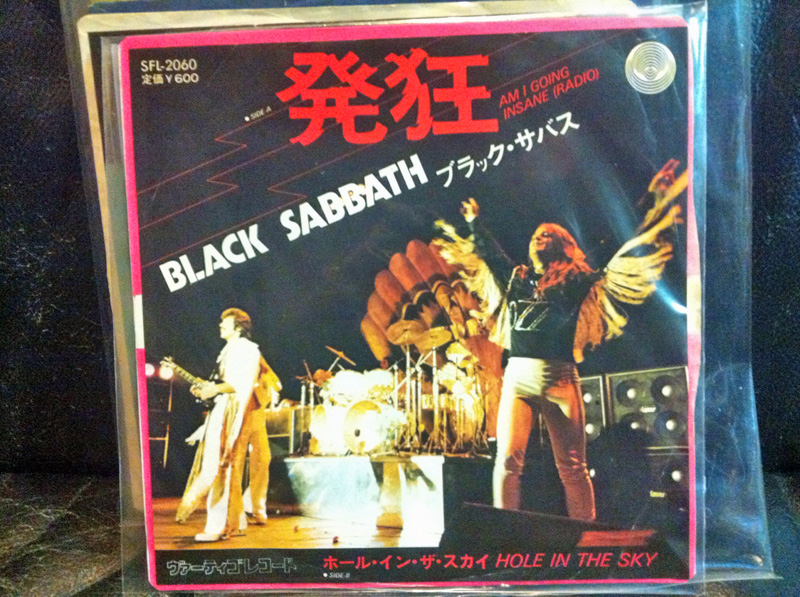 SFL-2060
定価￥600
SIDE-A
発狂
AM I GOING
INSANE (RADIO)
BLACK SABBATH
ブラック・サバス
ヴァーティゴレコード
ホール・イン・ザ・スカイ HOLE IN THE SKY
SIDE-B